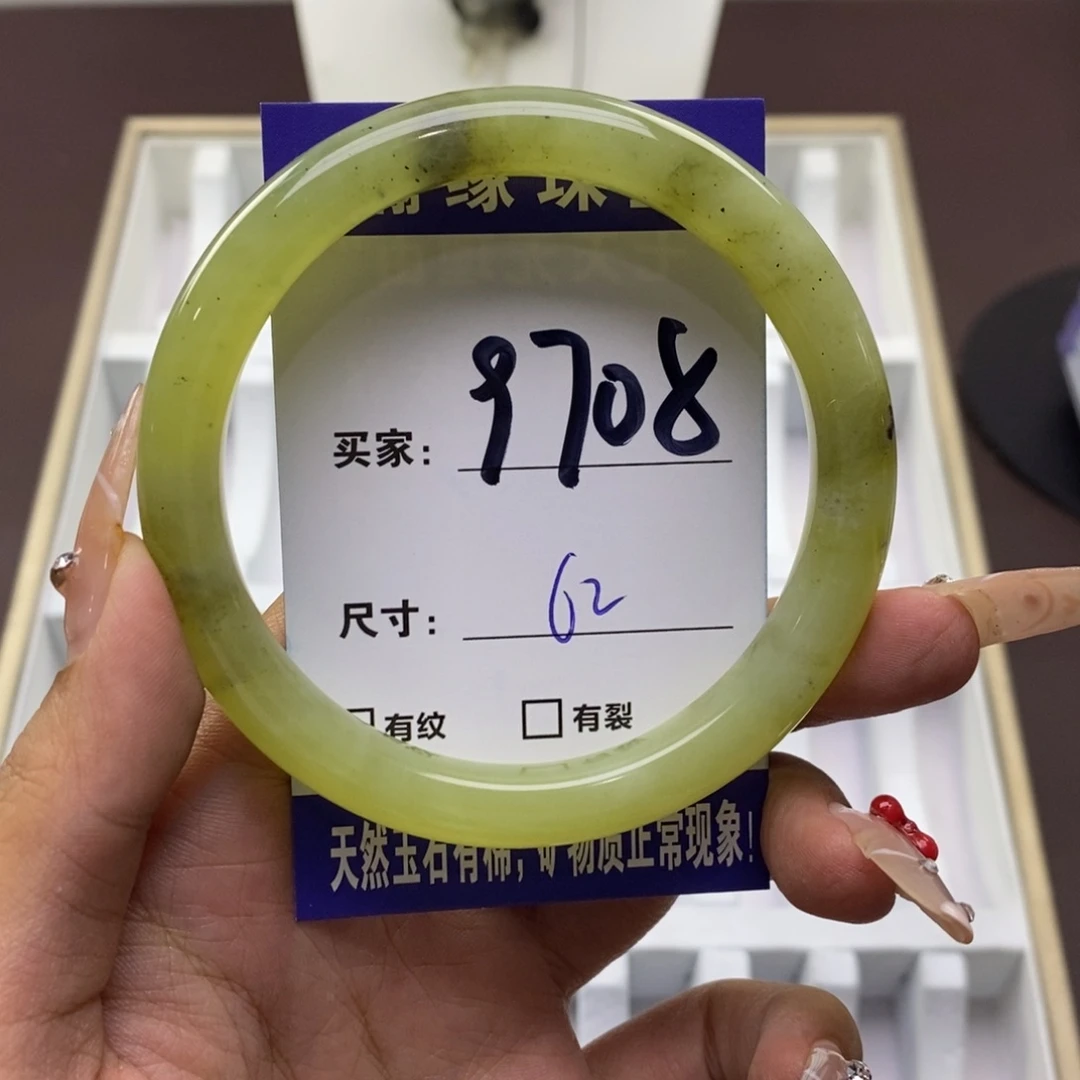 缘珠
买家： 9708
尺寸： 62
□有纹 □有裂
天然玉石有棉，矿物质正常现象！